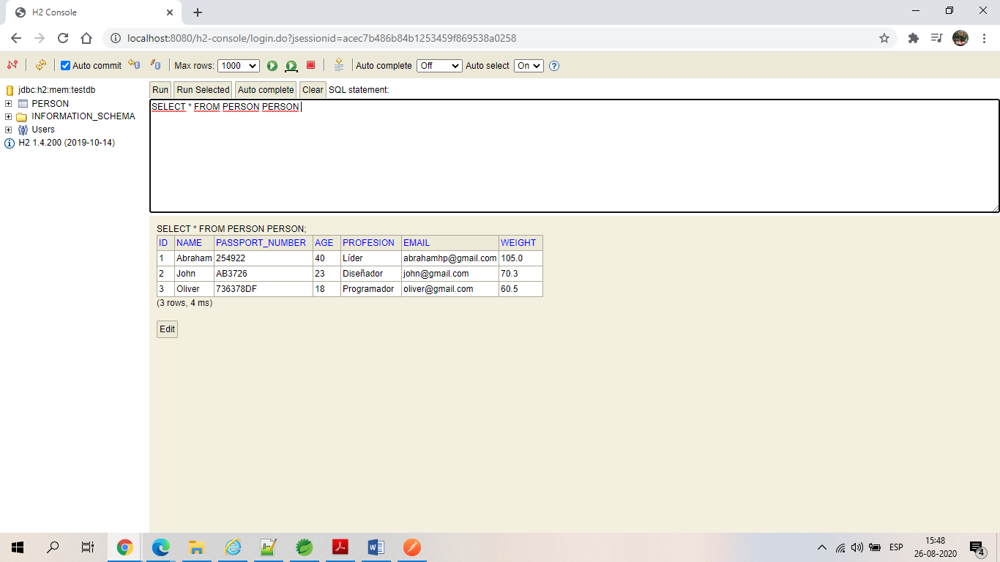 H2 Console
localhost:8080/h2-console/login.do?jsessionid=acec7b486b84b1253459f869538a0258
Auto commit Max rows: 1000 Auto complete Off Auto select On
jdbc:h2:mem:testdb
PERSON
INFORMATION_SCHEMA
Users
H2 1.4.200 (2019-10-14)
Run Run Selected Auto complete Clear SQL statement:
SELECT * FROM PERSON PERSON
SELECT * FROM PERSON PERSON;
ID NAME PASSPORT_NUMBER AGE PROFESION EMAIL WEIGHT
1 Abraham 254922 40 Líder abrahamhp@gmail.com 105.0
2 John AB3726 23 Diseñador john@gmail.com 70.3
3 Oliver 736378DF 18 Programador oliver@gmail.com 60.5
(3 rows, 4 ms)
Edit
ESP
15:48
26-08-2020
4